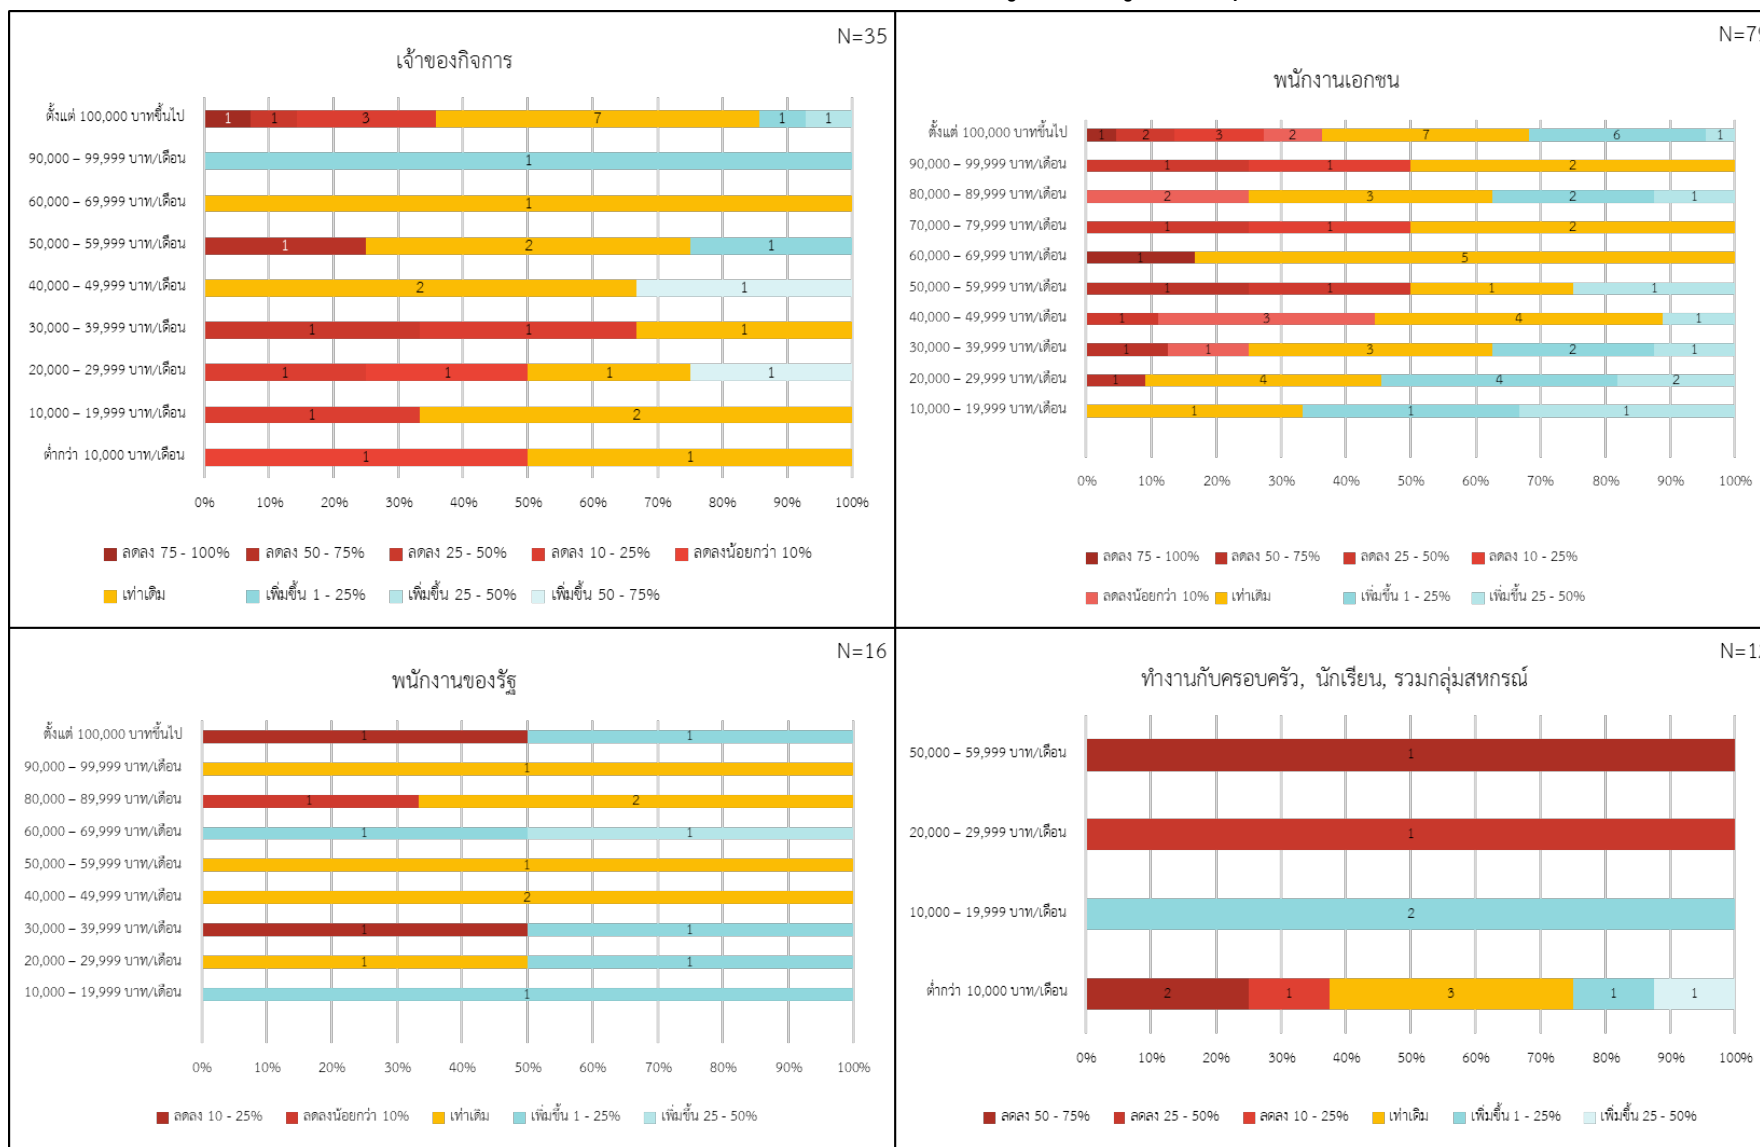 N=35
เจ้าของกิจการ
ตั้งแต่ 100,000 บาทขึ้นไป 1 1 3 7 1 1
90,000 – 99,999 บาท/เดือน 1
60,000 – 69,999 บาท/เดือน 1
50,000 – 59,999 บาท/เดือน 1 2 1
40,000 – 49,999 บาท/เดือน 2 1
30,000 – 39,999 บาท/เดือน 1 1 1
20,000 – 29,999 บาท/เดือน 1 1 1 1
10,000 – 19,999 บาท/เดือน 1 2
ต่ำกว่า 10,000 บาท/เดือน 1 1
0% 10% 20% 30% 40% 50% 60% 70% 80% 90% 100%
ลดลง 75 - 100% ลดลง 50 - 75% ลดลง 25 - 50% ลดลง 10 - 25% ลดลงน้อยกว่า 10%
เท่าเดิม เพิ่มขึ้น 1 - 25% เพิ่มขึ้น 25 - 50% เพิ่มขึ้น 50 - 75%
N=79
พนักงานเอกชน
ตั้งแต่ 100,000 บาทขึ้นไป 1 2 3 2 7 6 1
90,000 – 99,999 บาท/เดือน 1 1 2
80,000 – 89,999 บาท/เดือน 2 3 2 1
70,000 – 79,999 บาท/เดือน 1 1 2
60,000 – 69,999 บาท/เดือน 1 5
50,000 – 59,999 บาท/เดือน 1 1 1 1
40,000 – 49,999 บาท/เดือน 1 3 4 1
30,000 – 39,999 บาท/เดือน 1 1 3 2 1
20,000 – 29,999 บาท/เดือน 1 4 4 2
10,000 – 19,999 บาท/เดือน 1 1 1
0% 10% 20% 30% 40% 50% 60% 70% 80% 90% 100%
ลดลง 75 - 100% ลดลง 50 - 75% ลดลง 25 - 50% ลดลง 10 - 25%
ลดลงน้อยกว่า 10% เท่าเดิม เพิ่มขึ้น 1 - 25% เพิ่มขึ้น 25 - 50%
N=16
พนักงานของรัฐ
ตั้งแต่ 100,000 บาทขึ้นไป 1 1
90,000 – 99,999 บาท/เดือน 1
80,000 – 89,999 บาท/เดือน 1 2
60,000 – 69,999 บาท/เดือน 1 1
50,000 – 59,999 บาท/เดือน 1
40,000 – 49,999 บาท/เดือน 2
30,000 – 39,999 บาท/เดือน 1 1
20,000 – 29,999 บาท/เดือน 1 1
10,000 – 19,999 บาท/เดือน 1
0% 10% 20% 30% 40% 50% 60% 70% 80% 90% 100%
ลดลง 10 - 25% ลดลงน้อยกว่า 10% เท่าเดิม เพิ่มขึ้น 1 - 25% เพิ่มขึ้น 25 - 50%
ทำงานกับครอบครัว, นักเรียน, รวมกลุ่มสหกรณ์
50,000 – 59,999 บาท/เดือน 1
20,000 – 29,999 บาท/เดือน 1
10,000 – 19,999 บาท/เดือน 2
ต่ำกว่า 10,000 บาท/เดือน 2 1 3 1 1
0% 10% 20% 30% 40% 50% 60% 70% 80% 90% 100%
ลดลง 50 - 75% ลดลง 25 - 50% ลดลง 10 - 25% เท่าเดิม เพิ่มขึ้น 1 - 25% เพิ่มขึ้น 25 - 50%